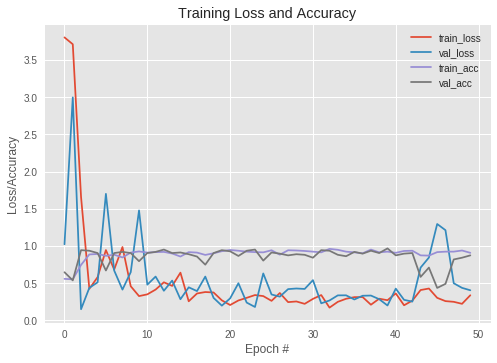 Training Loss and Accuracy
train_loss
val_loss
train_acc
val_acc
Loss/Accuracy
3.5
3.0
2.5
2.0
1.5
1.0
0.5
0.0
0
10
20
30
40
50
Epoch #